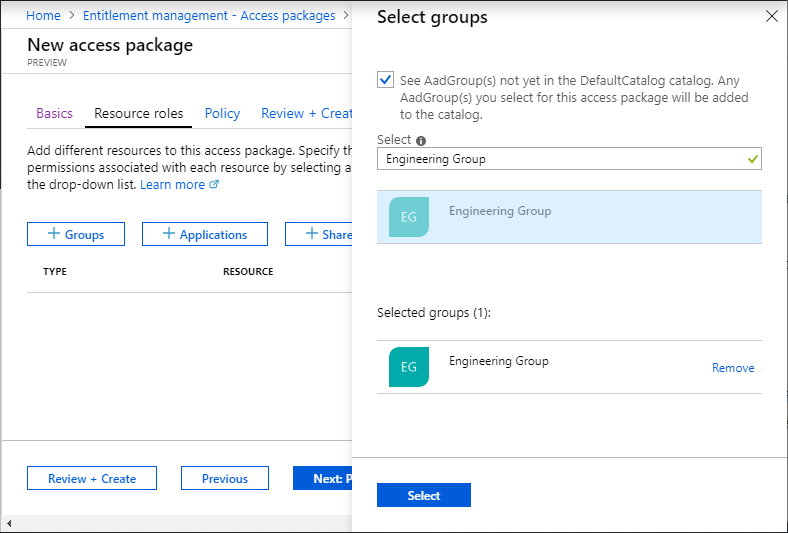 Home > Entitlement management - Access packages >
New access package
PREVIEW
Basics Resource roles Policy Review + Create
Add different resources to this access package. Specify th
permissions associated with each resource by selecting a
the drop-down list. Learn more
+ Groups + Applications + Share
TYPE RESOURCE
Review + Create Previous Next: P
Select groups
See AadGroup(s) not yet in the DefaultCatalog catalog. Any
AadGroup(s) you select for this access package will be added
to the catalog.
Select
Engineering Group
EG Engineering Group
Selected groups (1):
EG Engineering Group
Remove
Select